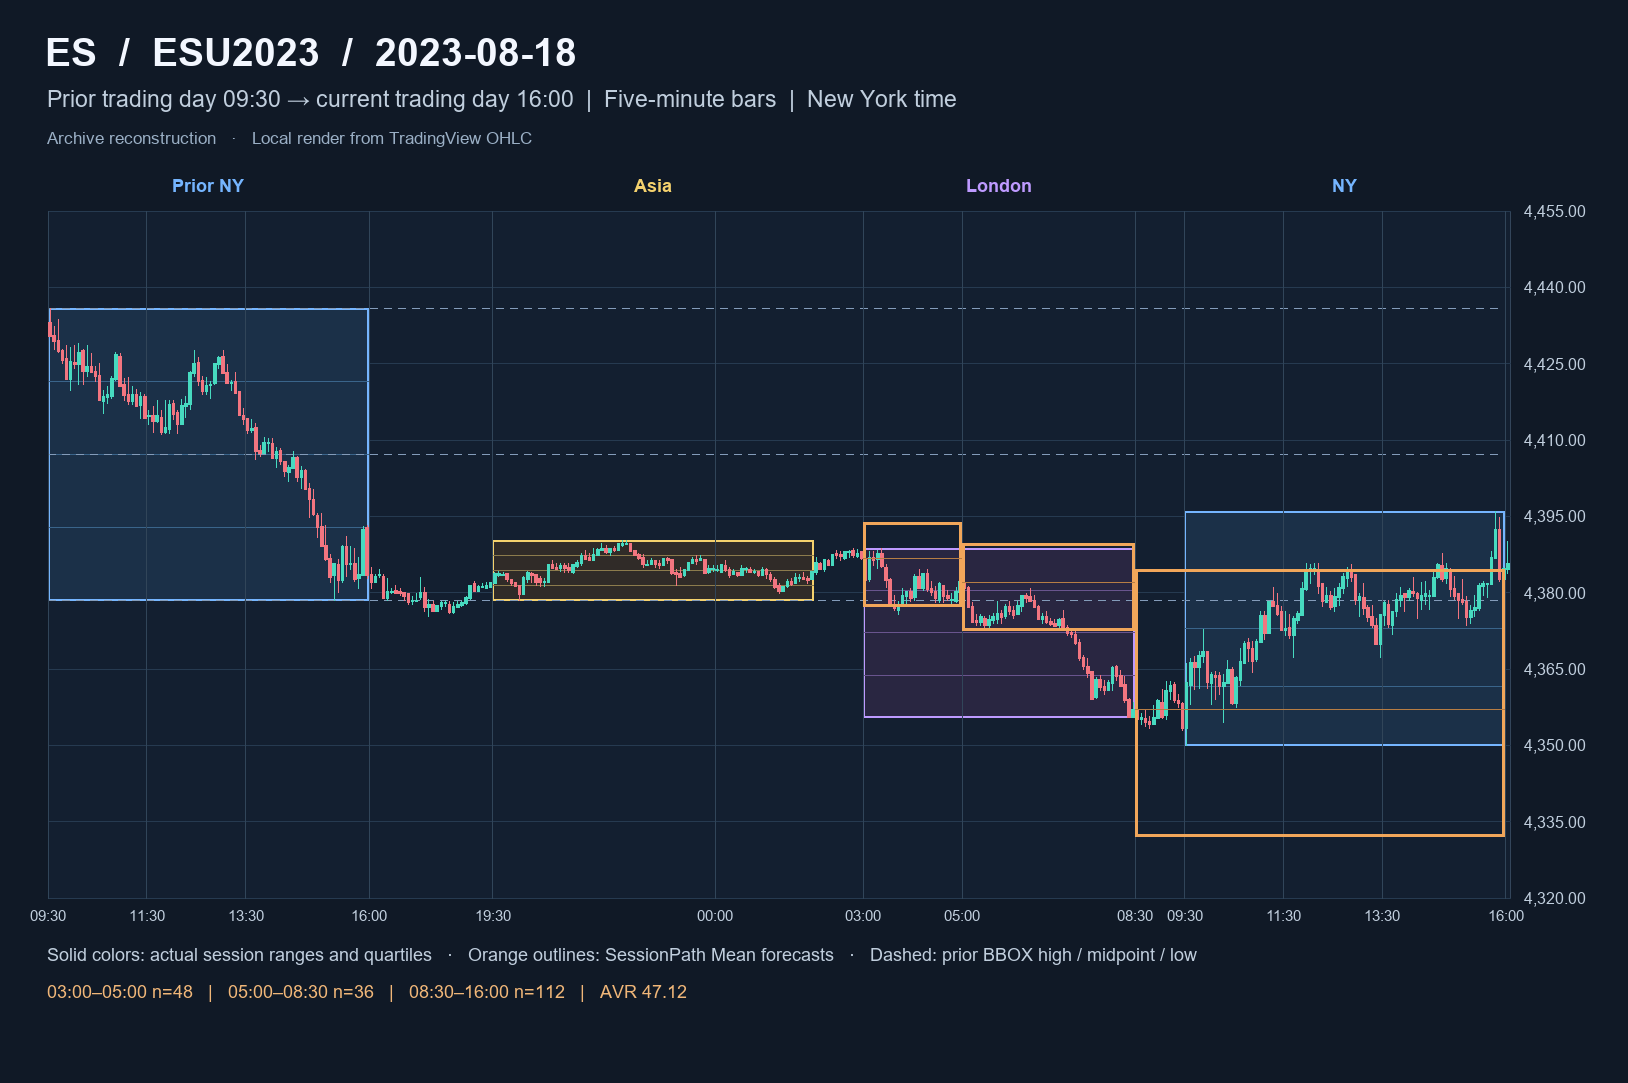 ES / ESU2023 / 2023-08-18
Prior trading day 09:30 → current trading day 16:00 | Five-minute bars | New York time
Archive reconstruction · Local render from TradingView OHLC
Prior NY Asia London NY
4,455.00
4,440.00
4,425.00
4,410.00
4,395.00
4,380.00
4,365.00
4,350.00
4,335.00
4,320.00
09:30 11:30 13:30 16:00 19:30 00:00 03:00 05:00 08:30 09:30 11:30 13:30 16:00
Solid colors: actual session ranges and quartiles · Orange outlines: SessionPath Mean forecasts · Dashed: prior BBOX high / midpoint / low
03:00–05:00 n=48 | 05:00–08:30 n=36 | 08:30–16:00 n=112 | AVR 47.12